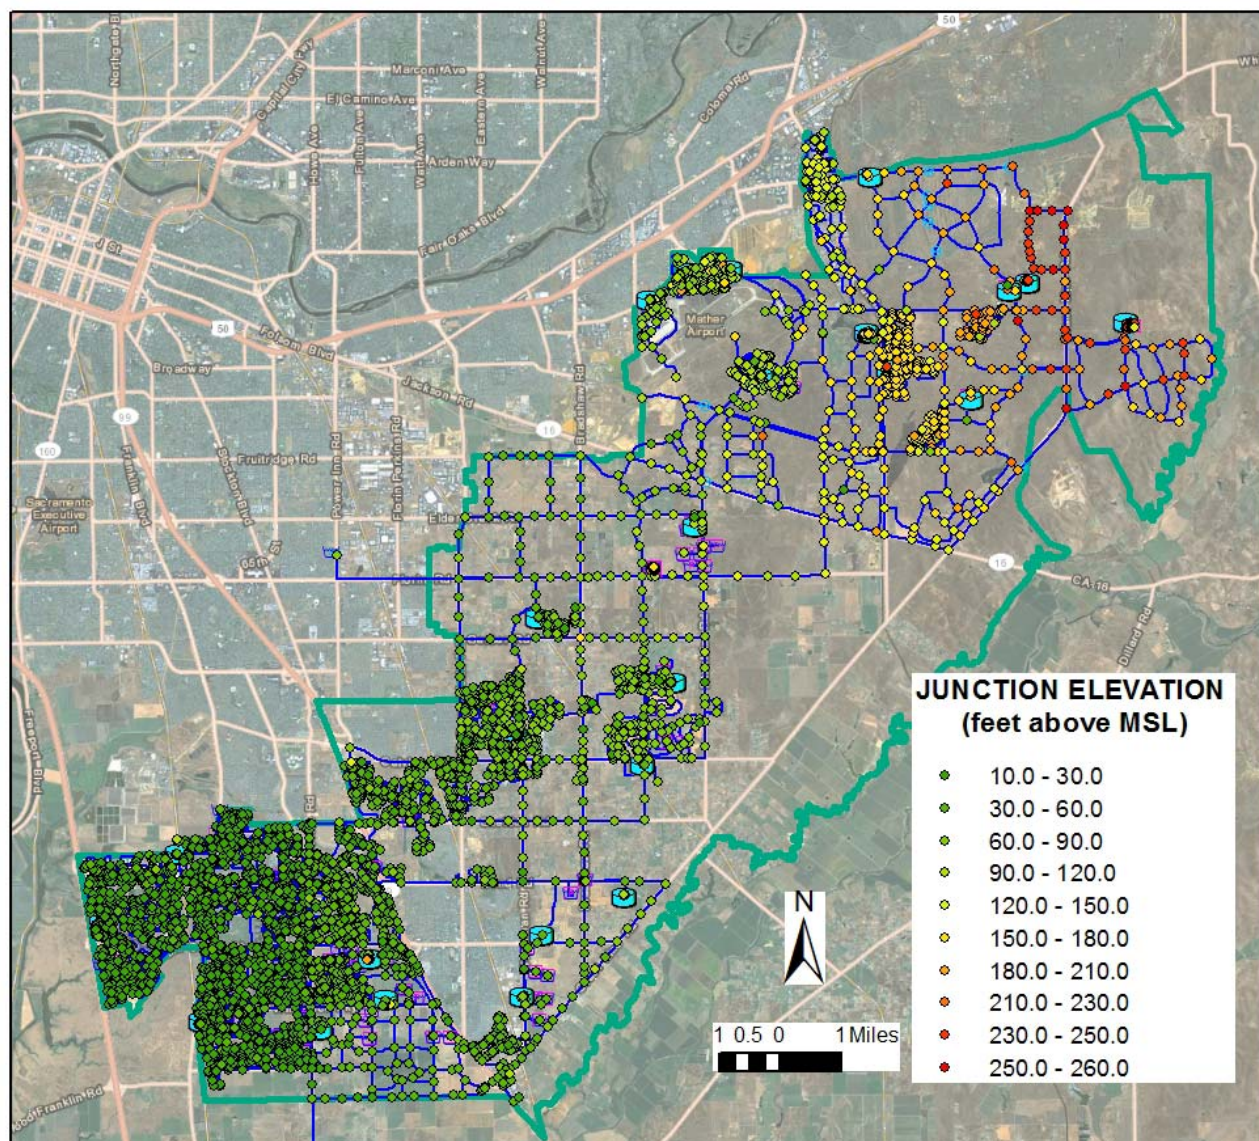 50
Northgate B
Capital City Fwy
Marconi Ave
El Camino Ave
Walnut Ave
Eastern Ave
Coloma Rd
Howe Ave
Fulton Ave
Watt Ave
Arden Way
Fair Oaks Blvd
J St
50
Folsom Blvd
Mather
Airport
Broadway
Jackson Rd
Bradshaw Rd
99
16
160
Franklin Blvd
Stockton Blvd
Fruitridge Rd
Power Inn Rd
Florin Perkins Rd
Sacramento
Executive
Airport
Elder
65th St
16
CA-16
Dillard Rd
Freeport Blvd
Rd
JUNCTION ELEVATION
(feet above MSL)
10.0 - 30.0
30.0 - 60.0
60.0 - 90.0
90.0 - 120.0
120.0 - 150.0
150.0 - 180.0
180.0 - 210.0
210.0 - 230.0
230.0 - 250.0
250.0 - 260.0
N
1 0.5 0 1 Miles
ood Franklin Rd